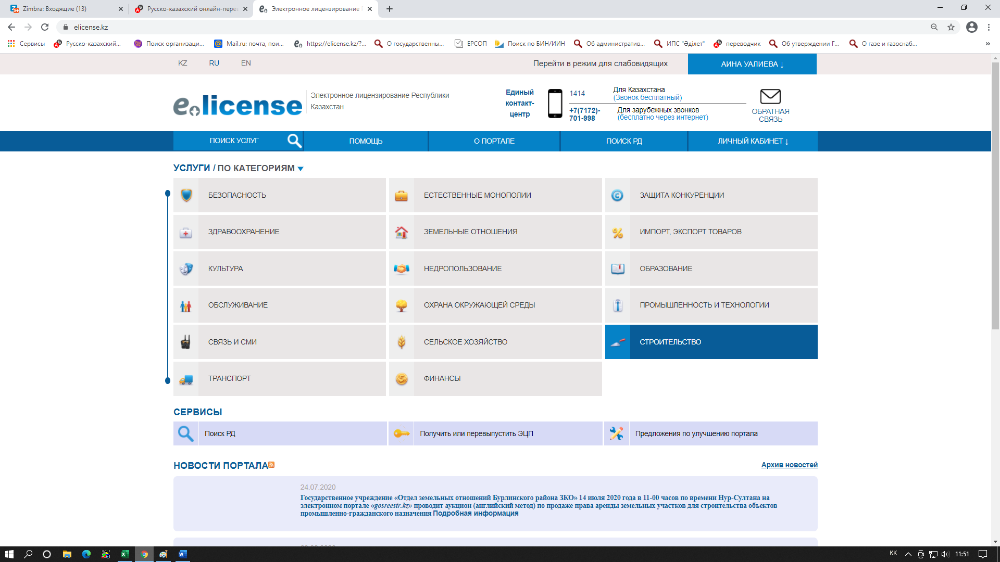 Zimbra: Входящие (13)
Русско-казахский онлайн-перев
Электронное лицензирование
elicense.kz
Сервисы
Русско-казахский...
Поиск организаци...
Mail.ru: почта, пои...
https://elicense.kz/?...
О государственны...
ЕРСОП
Поиск по БИН/ИИН
Об административ...
ИПС "Әділет"
переводчик
Об утверждении Г...
О газе и газоснаб...
»
KZ RU EN
Перейти в режим для слабовидящих
АИНА УАЛИЕВА ↓
e.license
Электронное лицензирование Республики
Казахстан
Единый
контакт-
центр
1414
Для Казахстана
(Звонок бесплатный)
+7(7172)-
701-998
Для зарубежных звонков
(бесплатно через интернет)
ОБРАТНАЯ
СВЯЗЬ
ПОИСК УСЛУГ
ПОМОЩЬ
О ПОРТАЛЕ
ПОИСК РД
ЛИЧНЫЙ КАБИНЕТ ↓
УСЛУГИ / ПО КАТЕГОРИЯМ
БЕЗОПАСНОСТЬ
ЕСТЕСТВЕННЫЕ МОНОПОЛИИ
ЗАЩИТА КОНКУРЕНЦИИ
ЗДРАВООХРАНЕНИЕ
ЗЕМЕЛЬНЫЕ ОТНОШЕНИЯ
ИМПОРТ, ЭКСПОРТ ТОВАРОВ
КУЛЬТУРА
НЕДРОПОЛЬЗОВАНИЕ
ОБРАЗОВАНИЕ
ОБСЛУЖИВАНИЕ
ОХРАНА ОКРУЖАЮЩЕЙ СРЕДЫ
ПРОМЫШЛЕННОСТЬ И ТЕХНОЛОГИИ
СВЯЗЬ И СМИ
СЕЛЬСКОЕ ХОЗЯЙСТВО
СТРОИТЕЛЬСТВО
ТРАНСПОРТ
ФИНАНСЫ
СЕРВИСЫ
Поиск РД
Получить или перевыпустить ЭЦП
Предложения по улучшению портала
НОВОСТИ ПОРТАЛА
Архив новостей
24.07.2020
Государственное учреждение «Отдел земельных отношений Бурлинского района ЗКО» 14 июля 2020 года в 11-00 часов по времени Нур-Султана на
электронном портале «gosreestr.kz» проводит аукцион (английский метод) по продаже права аренды земельных участков для строительства объектов
промышленно-гражданского назначения Подробная информация
KK
11:51